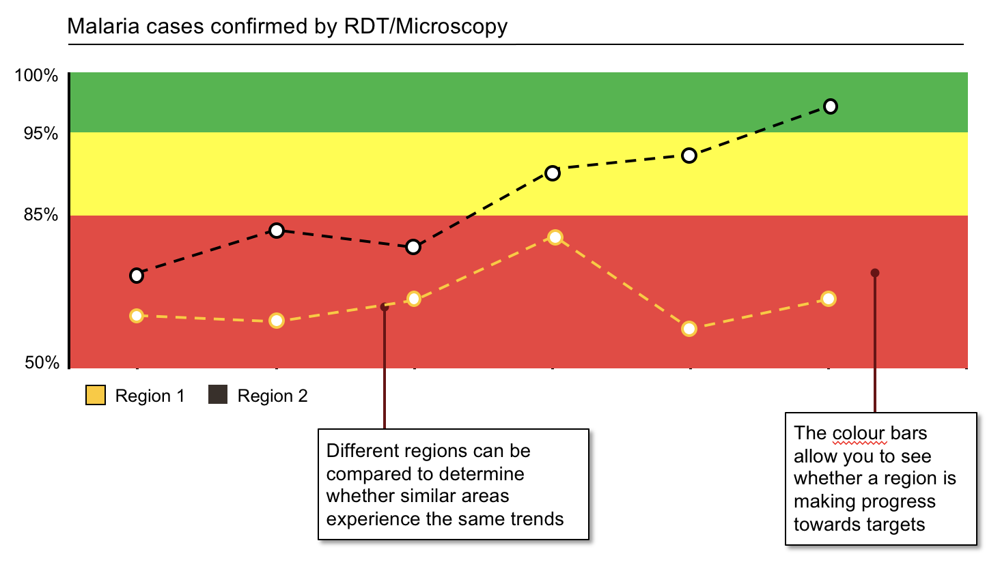 Malaria cases confirmed by RDT/Microscopy
100%
95%
85%
50%
Region 1
Region 2
Different regions can be
compared to determine
whether similar areas
experience the same trends
The colour bars
allow you to see
whether a region is
making progress
towards targets